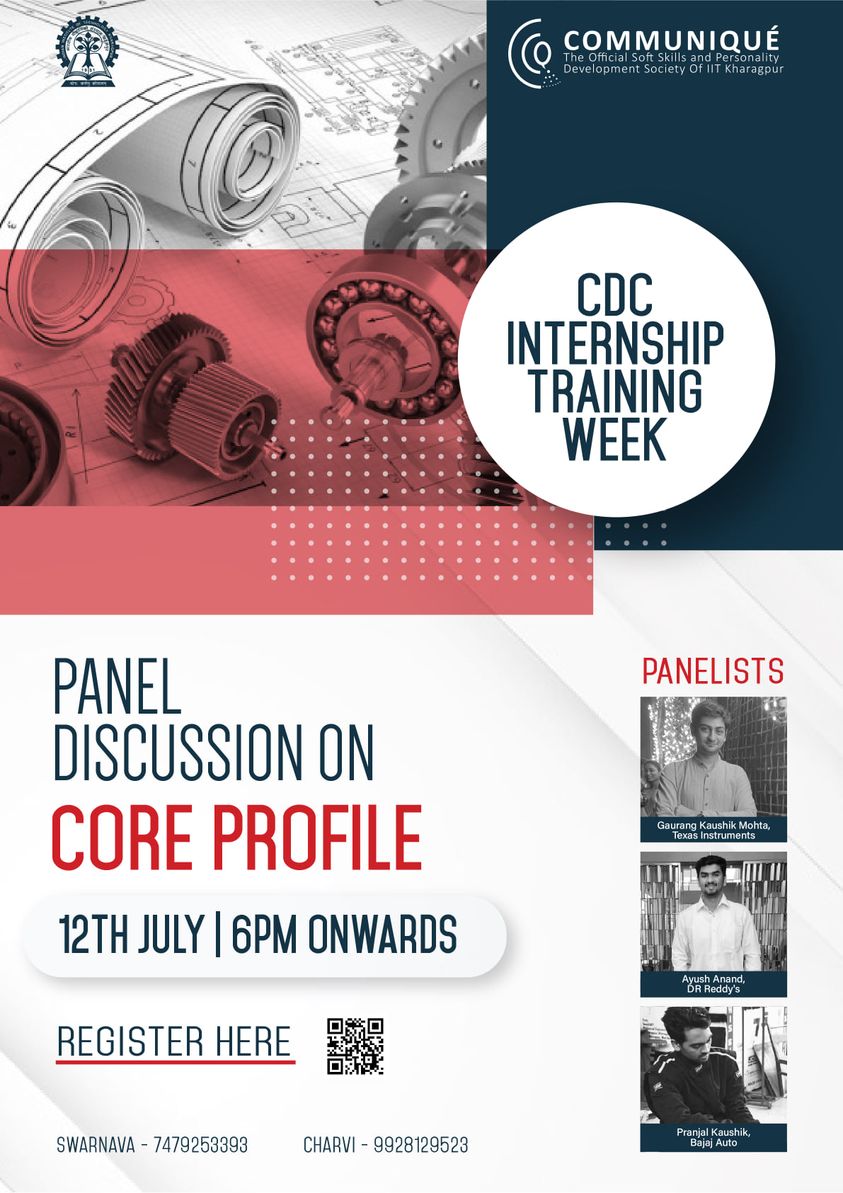 COMMUNIQUÉ
The Official Soft Skills and Personality
Development Society Of IIT Kharagpur
CDC
INTERNSHIP
TRAINING
WEEK
PANEL
DISCUSSION ON
CORE PROFILE
12TH JULY | 6PM ONWARDS
REGISTER HERE
SWARNAVA - 7479253393
CHARVI - 9928129523
PANELISTS
Gaurang Kaushik Mohta,
Texas Instruments
Ayush Anand,
DR Reddy's
Pranjal Kaushik,
Bajaj Auto